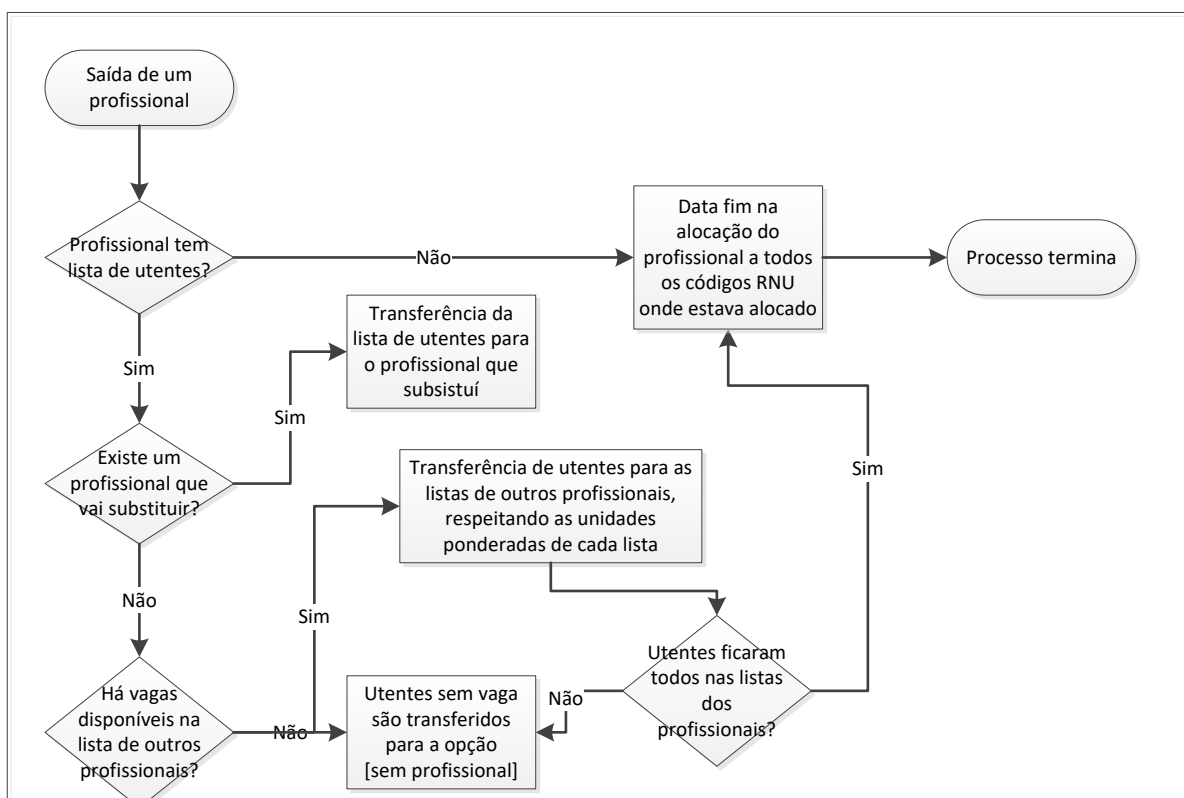 Saída de um
profissional
Profissional tem
lista de utentes?
Não
Data fim na
alocação do
profissional a todos
os códigos RNU
onde estava alocado
Processo termina
Sim
Transferência da
lista de utentes para
o profissional que
subsistuí
Sim
Existe um
profissional que
vai substituir?
Transferência de utentes para as
listas de outros profissionais,
respeitando as unidades
ponderadas de cada lista
Sim
Não
Sim
Há vagas
disponíveis na
lista de outros
profissionais?
Não
Utentes sem vaga
são transferidos
para a opção
[sem profissional]
Não
Utentes ficaram
todos nas listas
dos
profissionais?